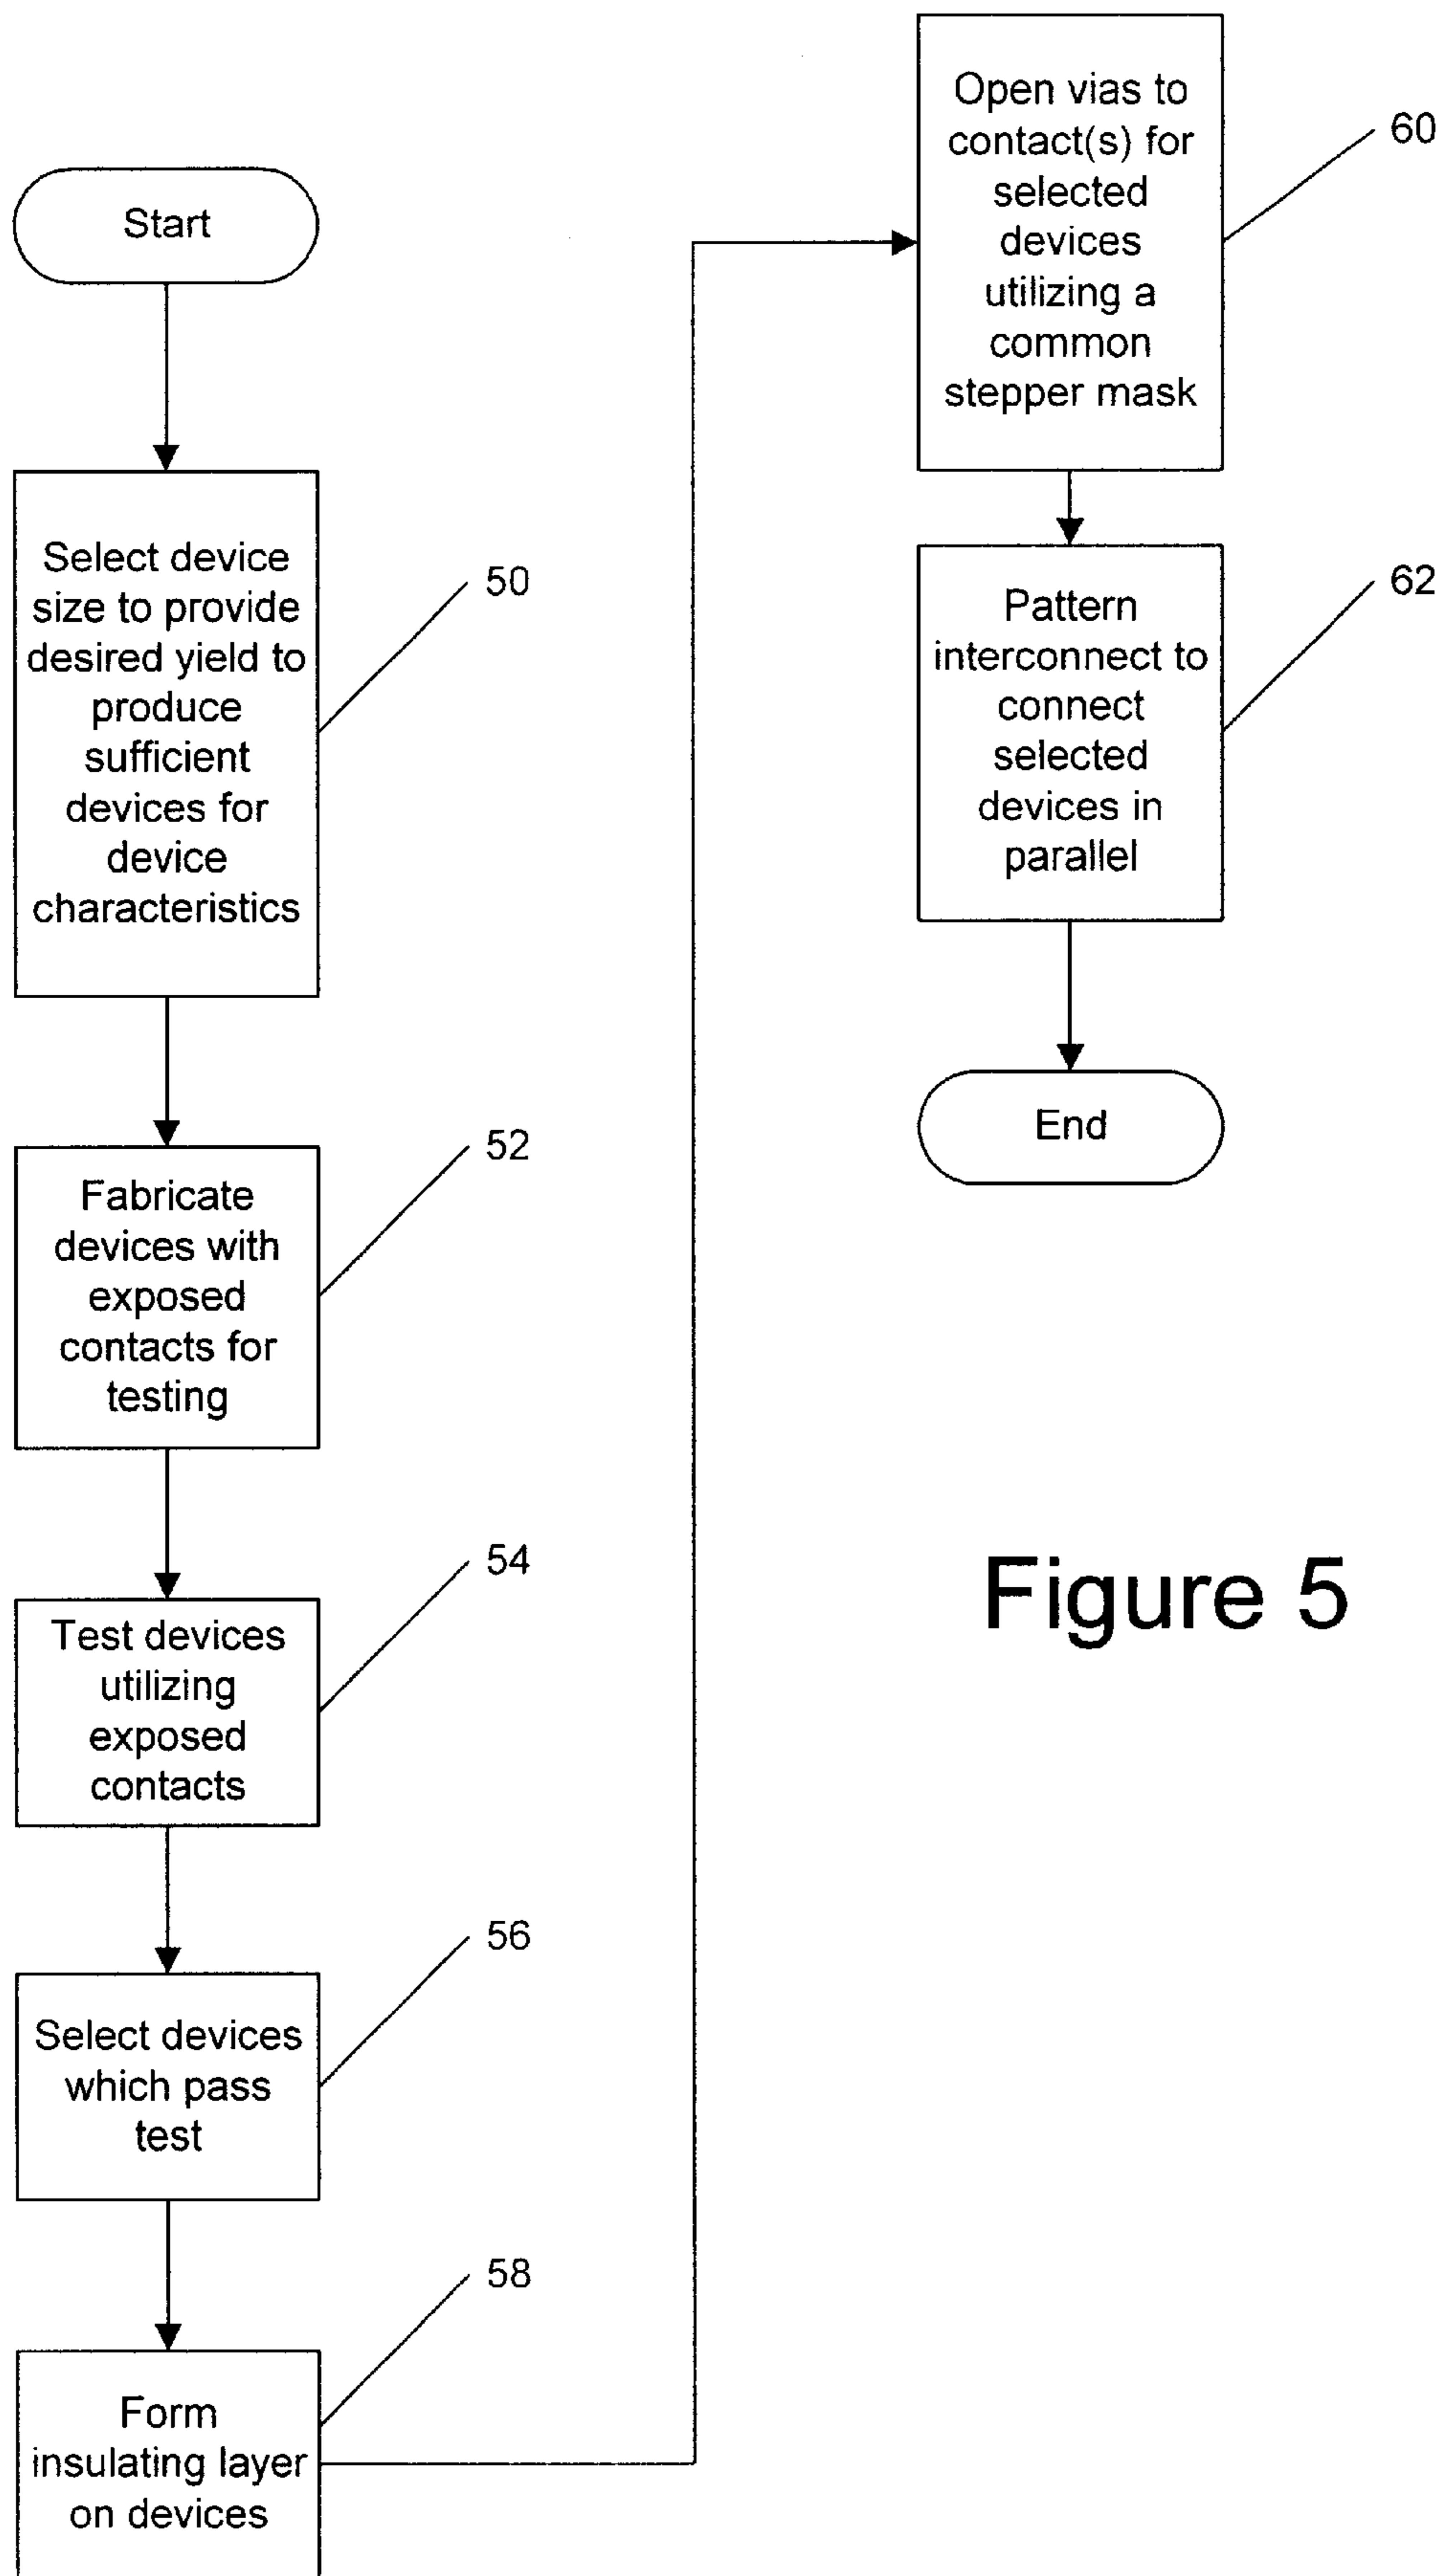 Start
Select device
size to provide
desired yield to
produce
sufficient
devices for
device
characteristics
50
Fabricate
devices with
exposed
contacts for
testing
52
Test devices
utilizing
exposed
contacts
54
Select devices
which pass
test
56
Form
insulating layer
on devices
58
Open vias to
contact(s) for
selected
devices
utilizing a
common
stepper mask
60
Pattern
interconnect to
connect
selected
devices in
parallel
62
End
Figure 5